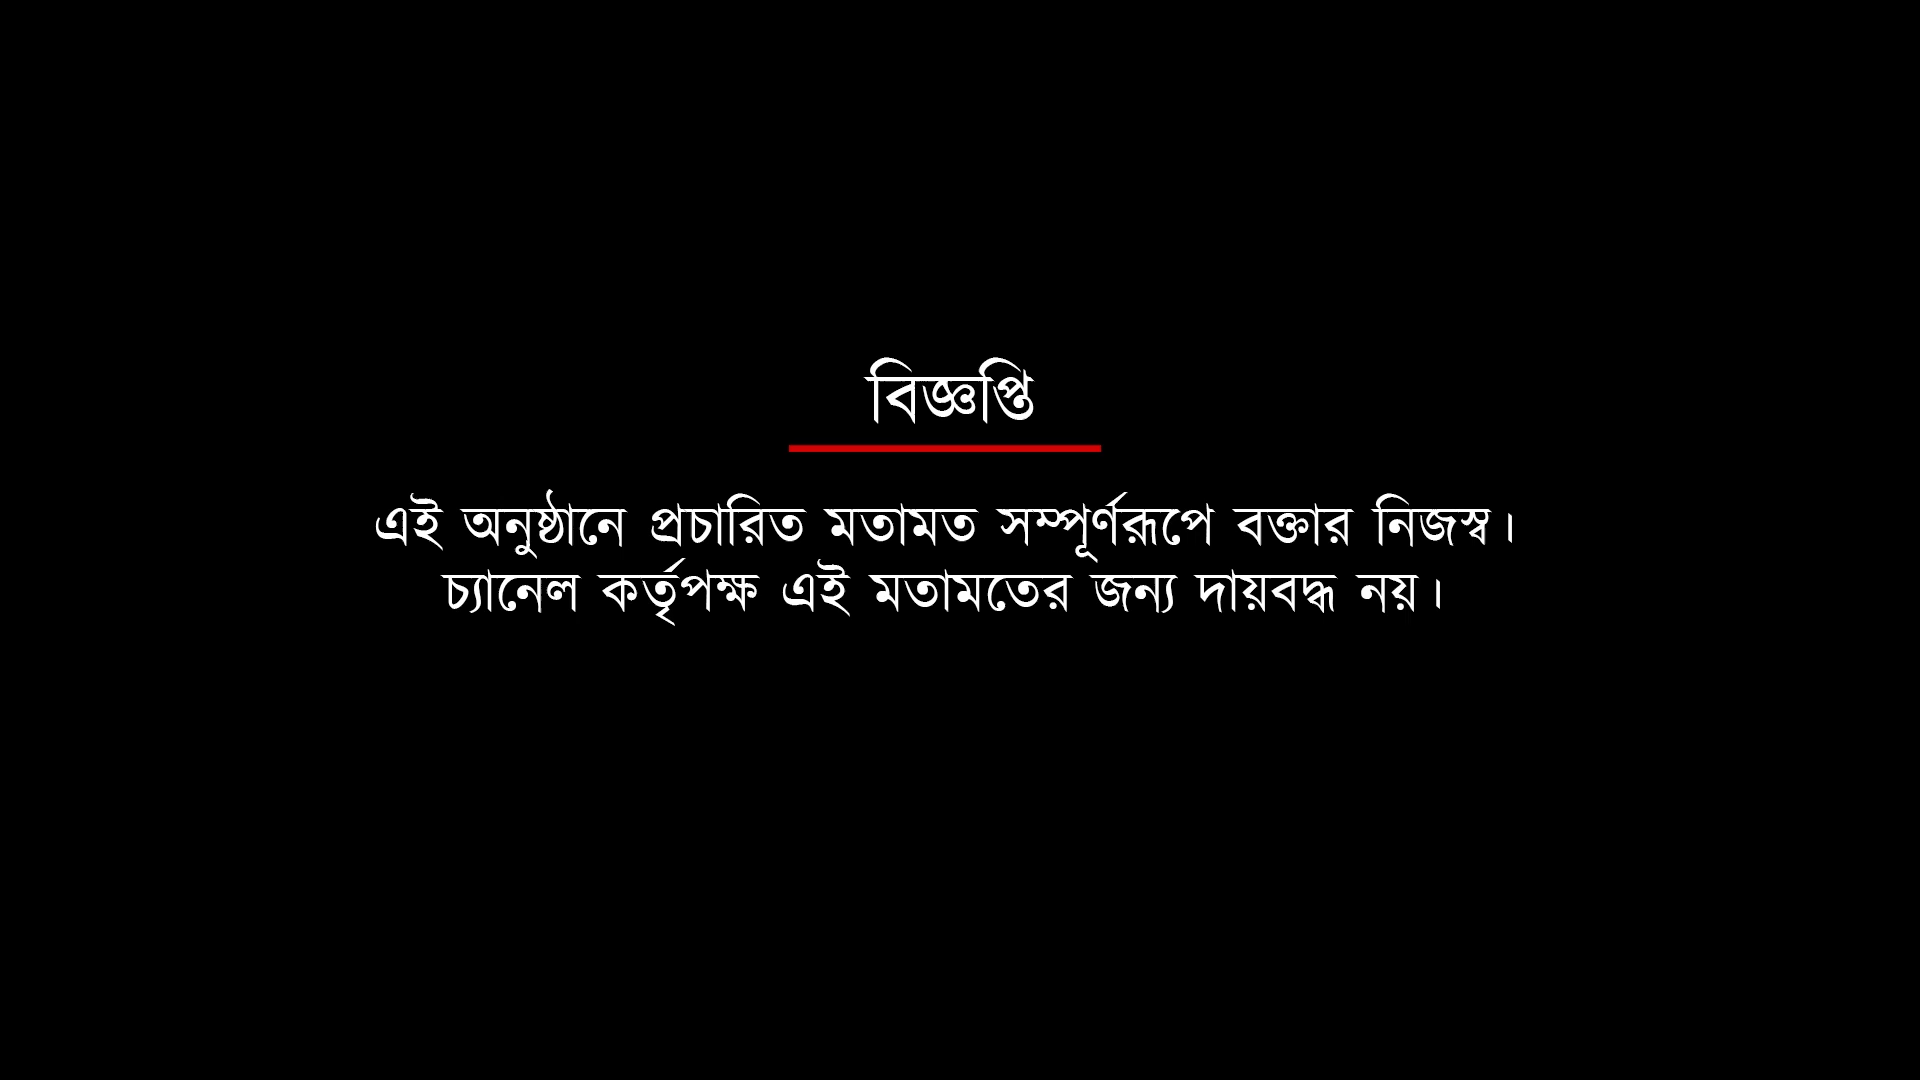 বিজ্ঞপ্তি
এই অনুষ্ঠানে প্রচারিত মতামত সম্পূর্ণরূপে বক্তার নিজস্ব।
চ্যানেল কর্তৃপক্ষ এই মতামতের জন্য দায়বদ্ধ নয়।